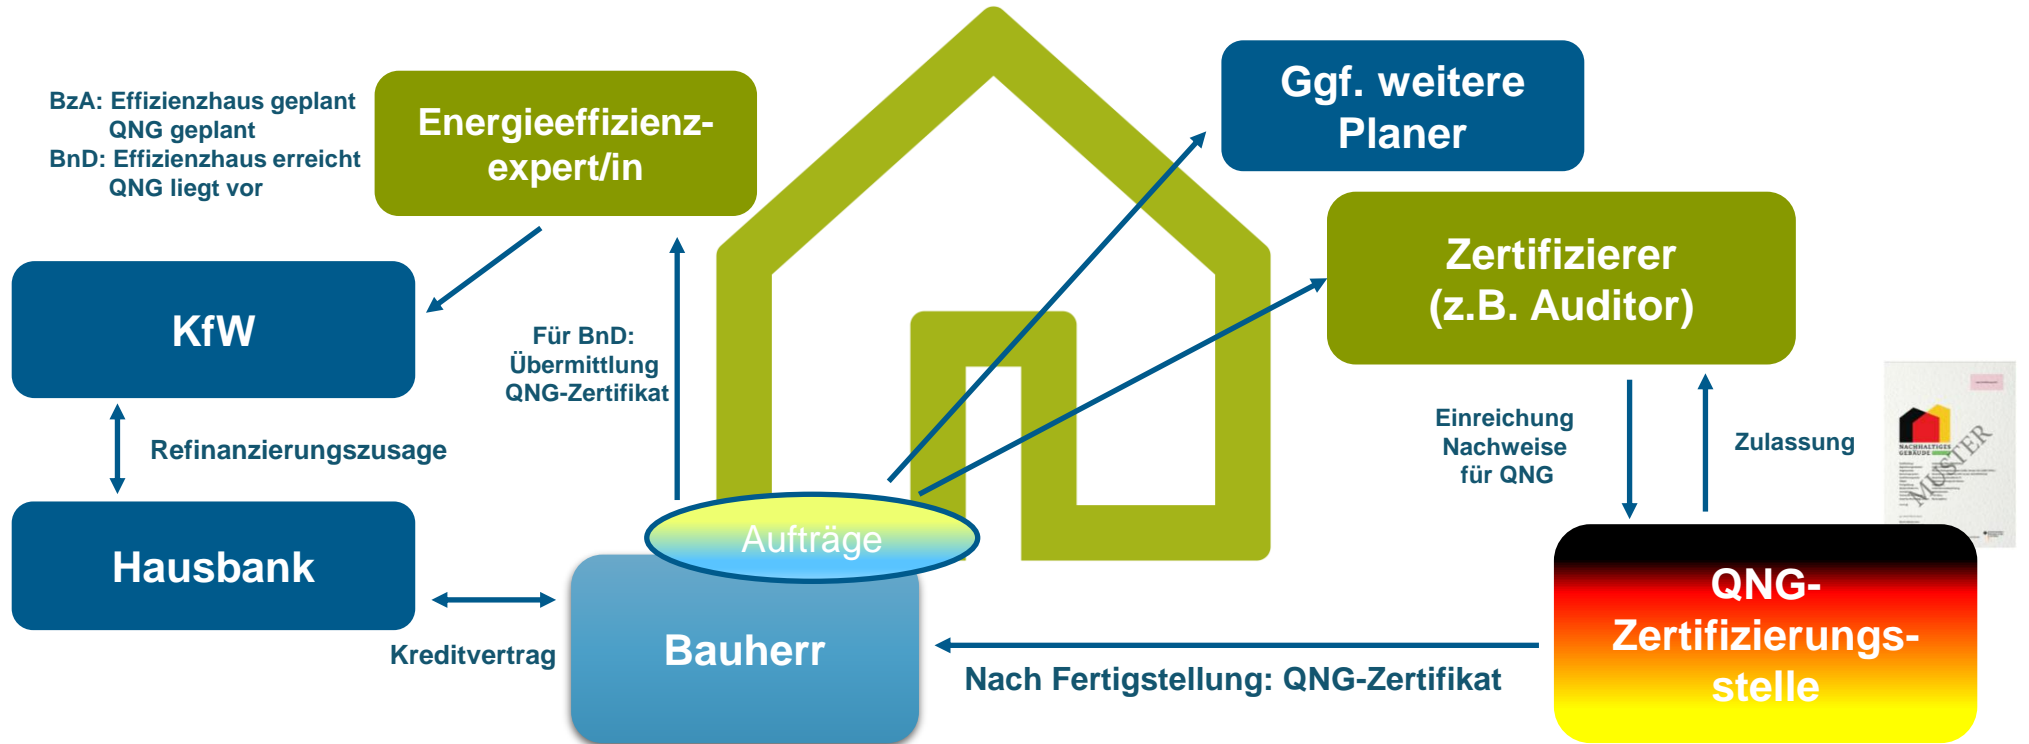 BzA: Effizienzhaus geplant
QNG geplant
BnD: Effizienzhaus erreicht
QNG liegt vor
Energieeffizienz-
expert/in
Ggf. weitere
Planer
Zertifizierer
(z.B. Auditor)
KfW
Für BnD:
Übermittlung
QNG-Zertifikat
Refinanzierungszusage
Einreichung
Nachweise
für QNG
Zulassung
NACHHALTIGES
GEBÄUDE
MUSTER
Hausbank
Aufträge
Kreditvertrag
Bauherr
Nach Fertigstellung: QNG-Zertifikat
QNG-
Zertifizierungs-
stelle